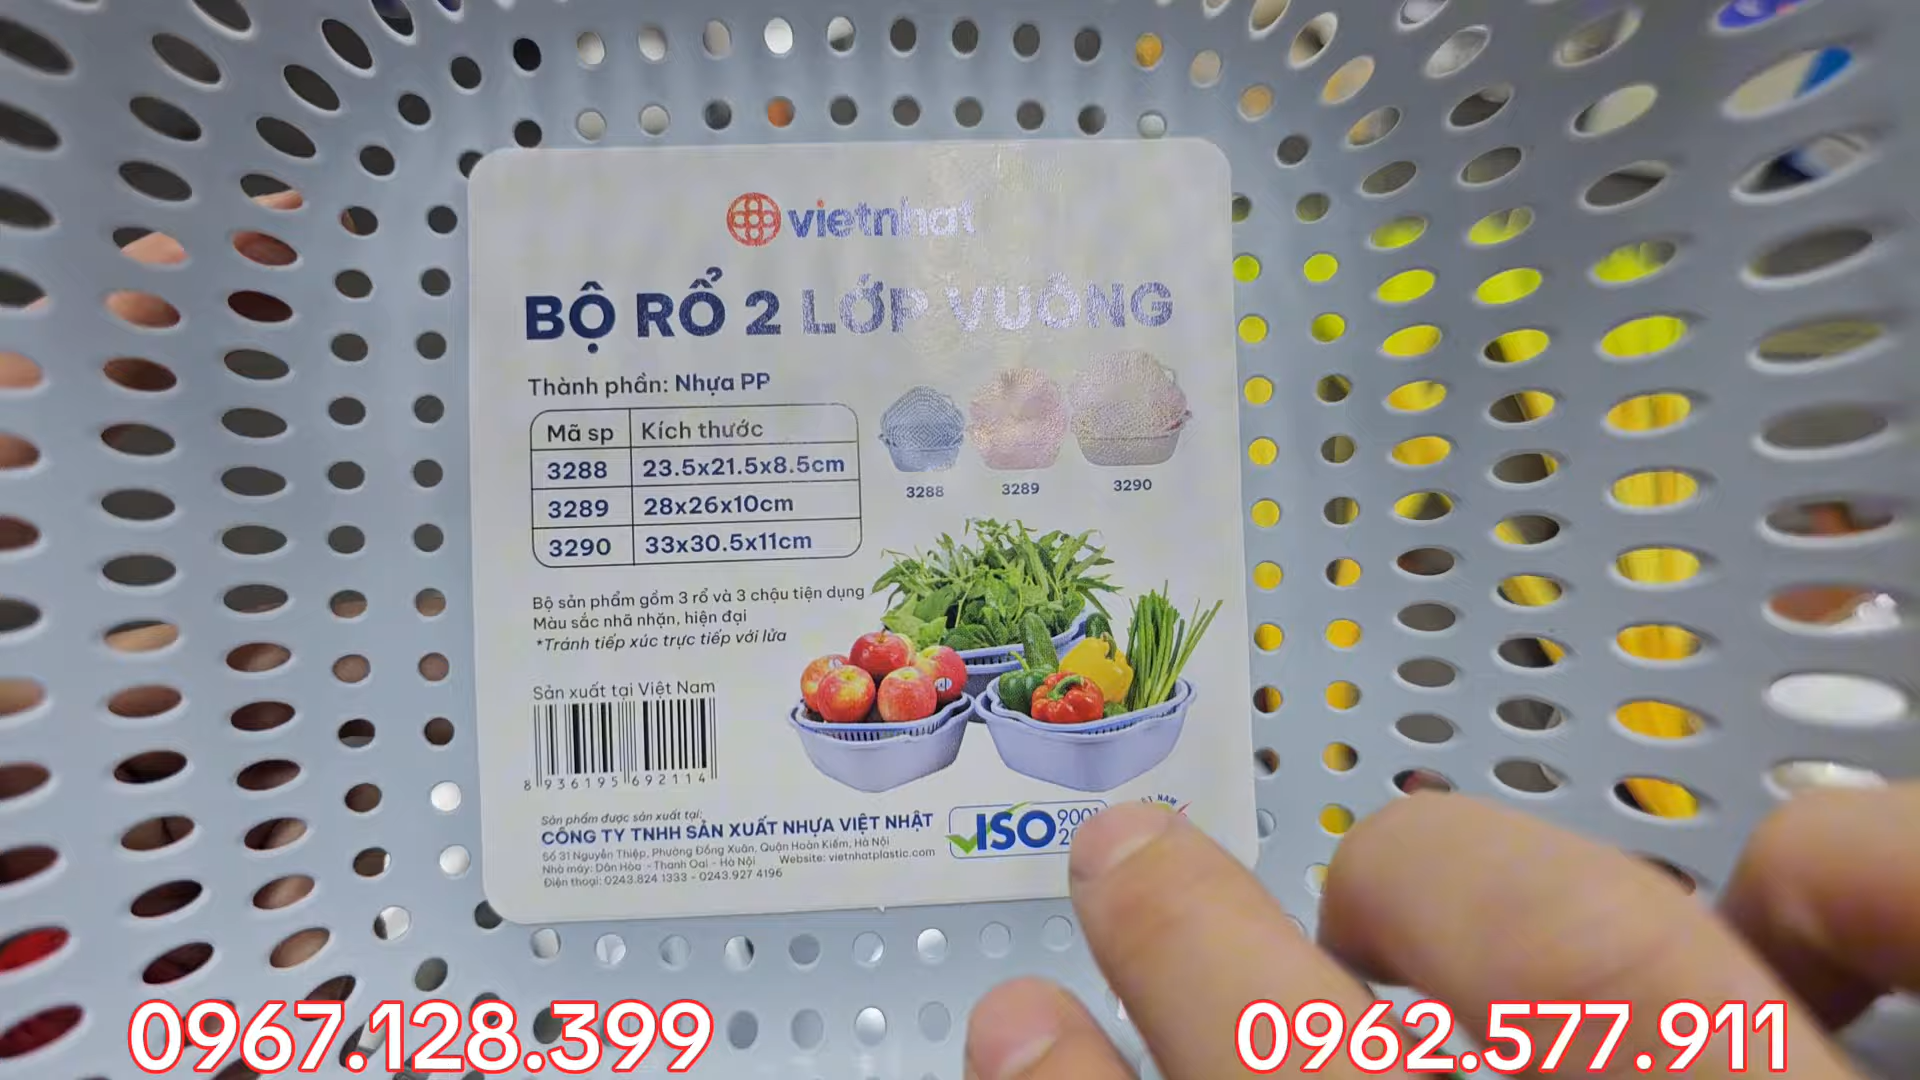 vietnhat
BỘ RỔ 2 LỚP VUÔNG
Thành phần: Nhựa PP
Mã sp Kích thước
3288 23.5x21.5x8.5cm
3289 28x26x10cm
3290 33x30.5x11cm
3288 3289 3290
Bộ sản phẩm gồm 3 rổ và 3 chậu tiện dụng
Màu sắc nhã nhặn, hiện đại
*Tránh tiếp xúc trực tiếp với lửa
Sản xuất tại Việt Nam
8 936195 692114
Sản phẩm được sản xuất tại:
CÔNG TY TNHH SẢN XUẤT NHỰA VIỆT NHẬT
Số 31 Nguyễn Thiệp, Phường Đồng Xuân, Quận Hoàn Kiếm, Hà Nội
Nhà máy: Dân Hòa - Thanh Oai - Hà Nội Website: vietnhatplastic.com
Điện thoại: 0243.824 1333 - 0243.927 4196
ISO 9001
NAM
0967.128.399
0962.577.911